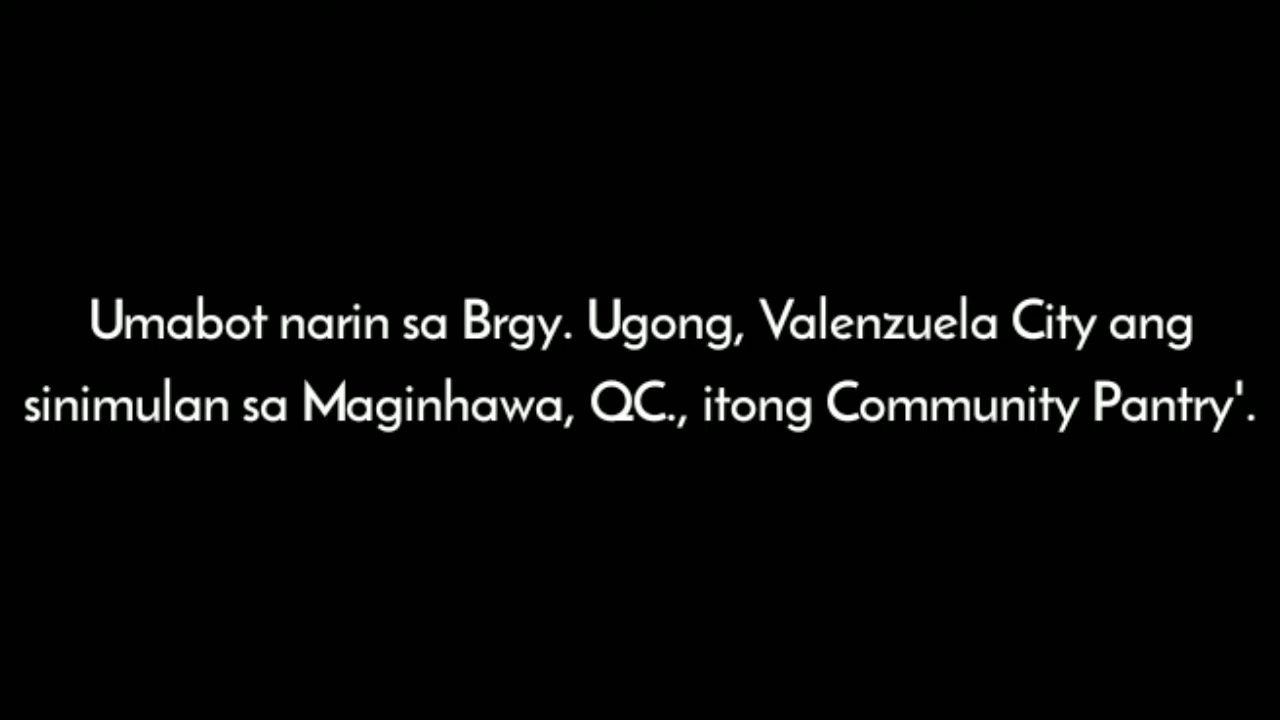 Umabot narin sa Brgy. Ugong, Valenzuela City ang
sinimulan sa Maginhawa, QC., itong Community Pantry'.